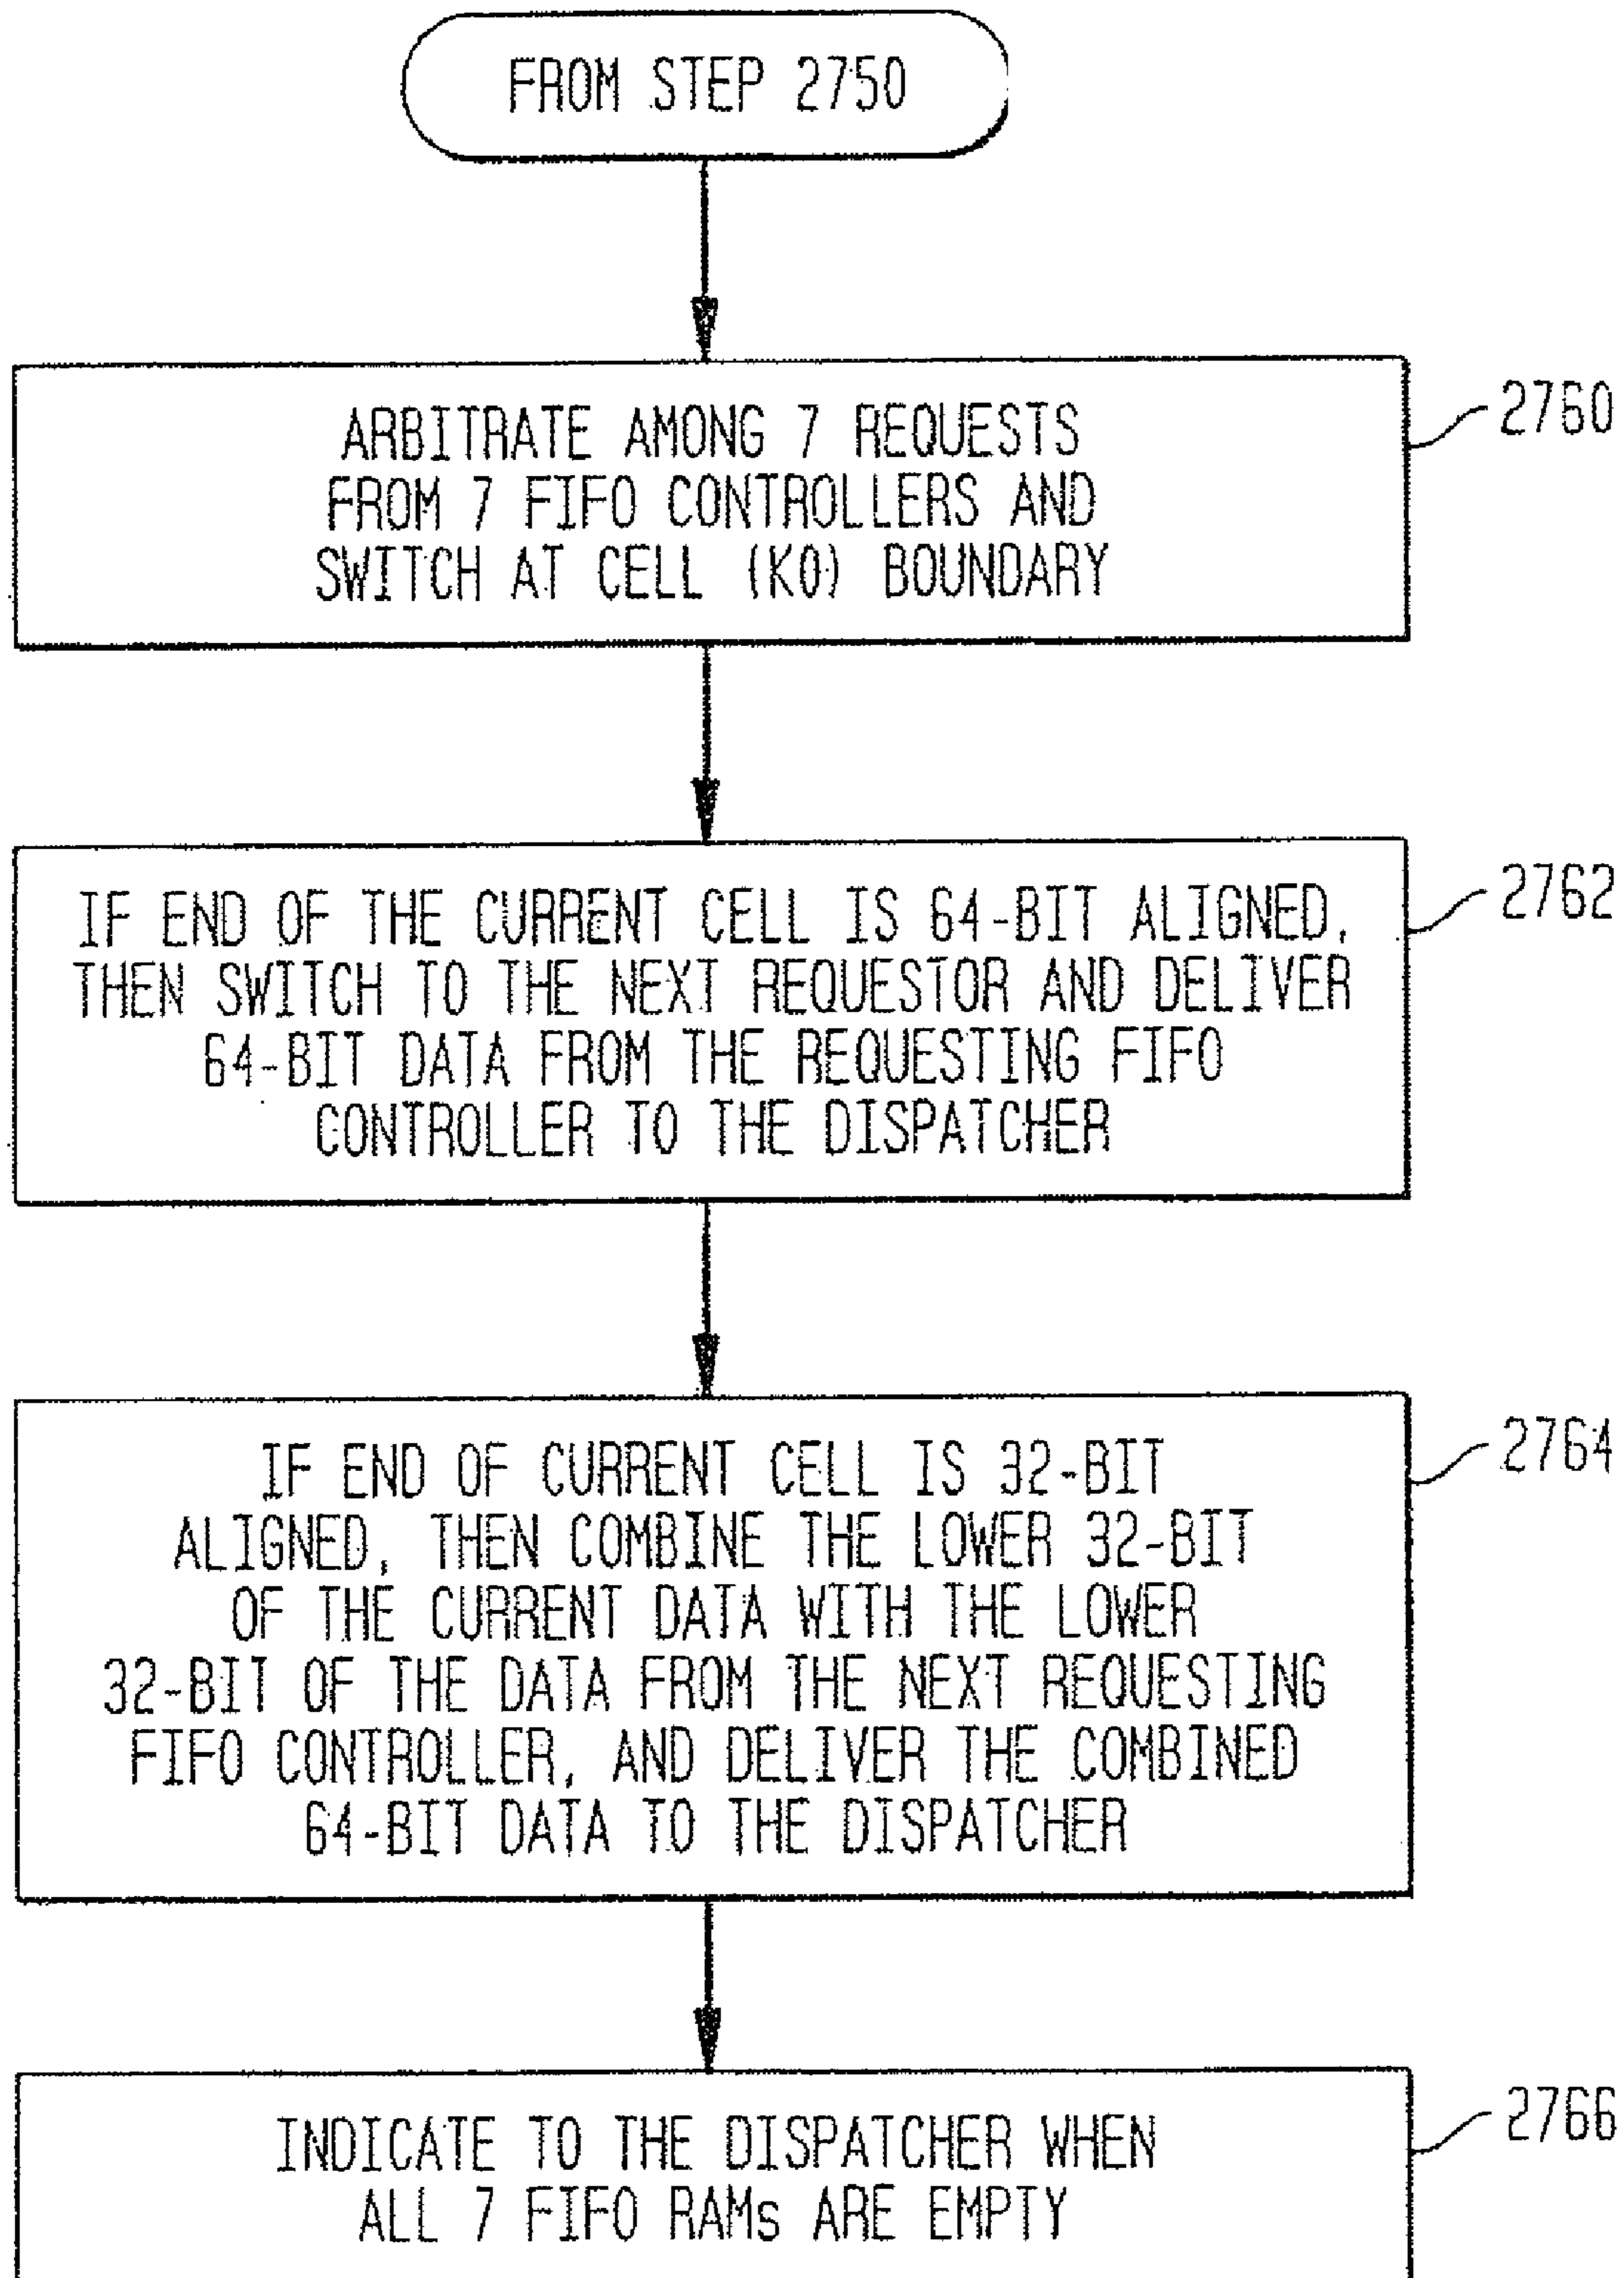 FROM STEP 2750
ARBITRATE AMONG 7 REQUESTS
FROM 7 FIFO CONTROLLERS AND
SWITCH AT CELL (K0) BOUNDARY
2760
IF END OF THE CURRENT CELL IS 64-BIT ALIGNED,
THEN SWITCH TO THE NEXT REQUESTOR AND DELIVER
64-BIT DATA FROM THE REQUESTING FIFO
CONTROLLER TO THE DISPATCHER
2762
IF END OF CURRENT CELL IS 32-BIT
ALIGNED, THEN COMBINE THE LOWER 32-BIT
OF THE CURRENT DATA WITH THE LOWER
32-BIT OF THE DATA FROM THE NEXT REQUESTING
FIFO CONTROLLER, AND DELIVER THE COMBINED
64-BIT DATA TO THE DISPATCHER
2764
INDICATE TO THE DISPATCHER WHEN
ALL 7 FIFO RAMs ARE EMPTY
2766